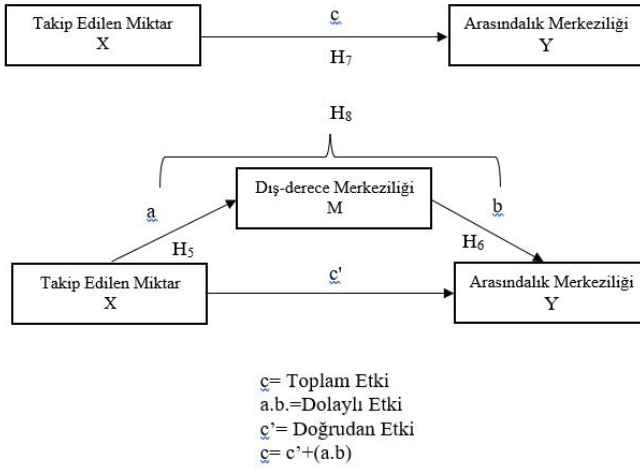 Takip Edilen Miktar
X
c
H7
Arasındalık Merkeziliği
Y
H8
Dış-derece Merkeziliği
M
a
H5
b
H6
Takip Edilen Miktar
X
c'
Arasındalık Merkeziliği
Y
c= Toplam Etki
a.b.=Dolaylı Etki
c’= Doğrudan Etki
c= c’+(a.b)